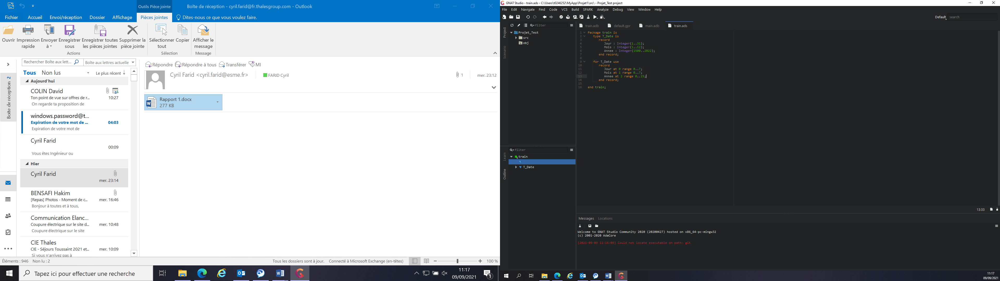 Outils Pièce jointe
Boîte de réception - cyril.farid@fr.thalesgroup.com - Outlook
Fichier Accueil Envoi/réception Dossier Affichage Pièces jointes Dites-nous ce que vous voulez faire.
Ouvrir Impression rapide Envoyer à Enregistrer sous Enregistrer toutes les pièces jointes Supprimer la pièce jointe Sélectionner tout Copier Afficher le message
Actions Sélection Message
Rechercher Boîte aux lett... Boîte aux lettres actuelle
Tous Non lus Le plus récent
Boîte de réception 2
Aujourd'hui
COLIN David
Ton point de vue sur offres de r... 10:27
On regarde ta proposition de
windows.password@t...
Expiration de votre mot de ... 04:03
Expiration de votre mot de
Cyril Farid
00:09
Vous êtes Ingénieur ou
Hier
Cyril Farid
mer. 23:14
BENSAFI Hakim
[Repas] Photos - Moment de c... mer. 16:46
Bonjour à toutes et à tous,
Communication Elanc...
Coupure électrique sur le site d... mer. 10:48
Coupure électrique sur le site
CIE Thales
CIE - Séjours Toussaint 2021 et... mer. 10:09
Si vous n'arrivez pas à
Répondre Répondre à tous Transférer MI
Cyril Farid <cyril.farid@esme.fr> FARID Cyril 1 mer. 23:12
Rapport 1.docx
277 KB
Éléments : 946 Non lu : 2
Tous les dossiers sont à jour. Connecté à Microsoft Exchange (en-têtes) 100 %
Tapez ici pour effectuer une recherche
11:17
09/09/2021
1
GNAT Studio - train.ads - C:\Users\t0246252\MyApp\Projet1\src\ - Projet_Test project
File Edit Navigate Find Code VCS Build SPARK Analyze Debug View Window Help
Default search
Project
Scenario
filter
Projet_Test
src
obj
train.adb default.gpr main.adb train.ads
1 Package train is
2 type T_Date is
3 record
4 Jour : Integer(1..31);
5 Mois : Integer(1..12);
6 Annee : Integer(1500..2022);
7 end record;
8
9 for T_Date use
10 record
11 Jour at 0 range 0..7;
12 Mois at 1 range 0..7;
13 Annee at 2 range 0..15;
14 end record;
15
16 end train;
Learn
Outline
filter
train
T_Date
13:33
Messages Locations
Welcome to GNAT Studio Community 2020 (20200427) hosted on x86_64-pc-mingw32
(c) 2001-2020 AdaCore
[2021-09-09 11:16:09] Could not locate executable on path: git
11:17
09/09/2021